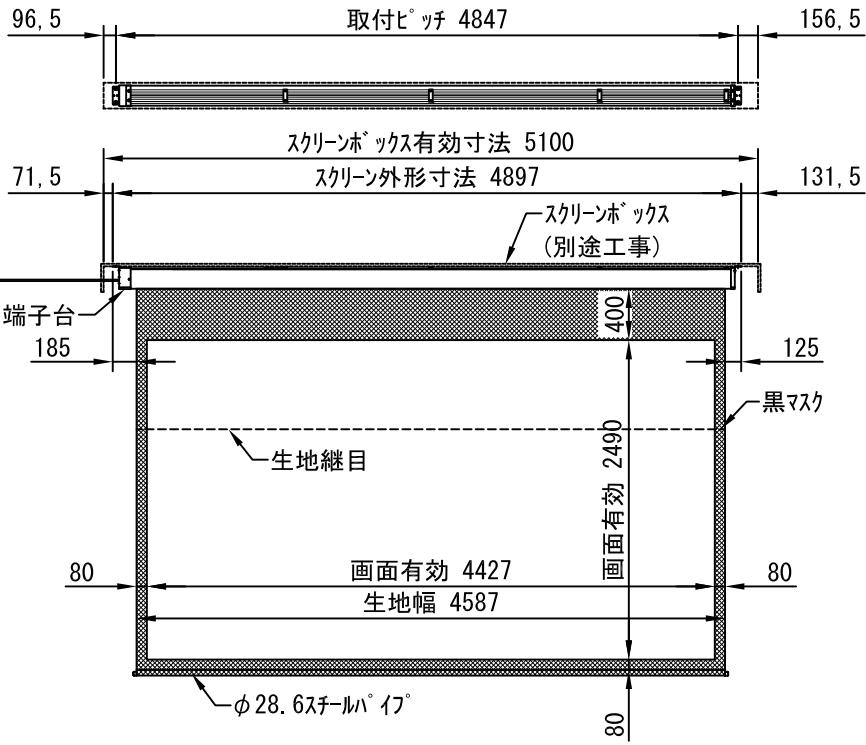 96,5
取付ﾋﾟｯﾁ 4847
156,5
ｽｸﾘｰﾝﾎﾞｯｸｽ有効寸法 5100
71,5
ｽｸﾘｰﾝ外形寸法 4897
131,5
ｽｸﾘｰﾝﾎﾞｯｸｽ
(別途工事)
端子台
400
185
125
黒ﾏｽｸ
生地継目
画面有効 2490
80
画面有効 4427
80
生地幅 4587
φ28.6ｽﾁｰﾙﾊﾟｲﾌﾟ
80